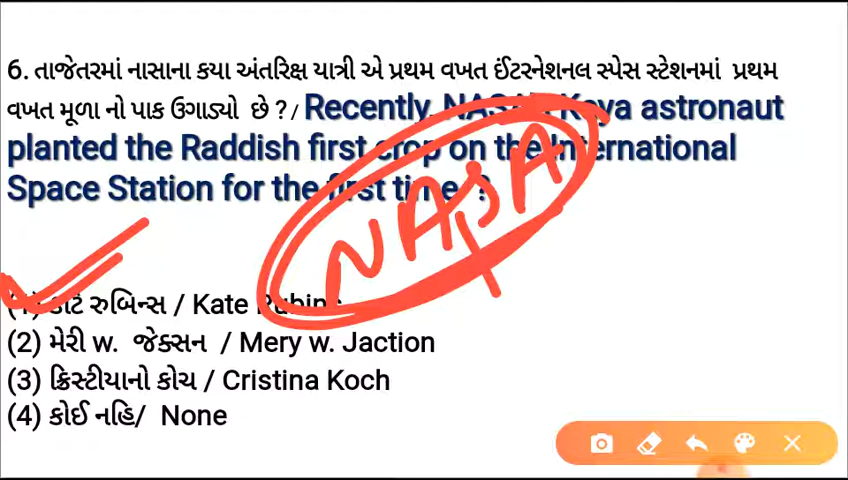 6. તાજેતરમાં નાસાના કયા અંતરિક્ષ યાત્રી એ પ્રથમ વખત ઈંટરનેશનલ સ્પેસ સ્ટેશનમાં પ્રથમ
વખત મૂળા નો પાક ઉગાડ્યો છે ? / Recently, NASA's Kaya astronaut
planted the Raddish first crop on the International
Space Station for the first time ?
NASA
(1) કાટ રુબિન્સ / Kate Rubins
(2) મેરી w. જેક્સન / Mery w. Jaction
(3) ક્રિસ્ટીયાનો કોચ / Cristina Koch
(4) કોઈ નહિ/ None